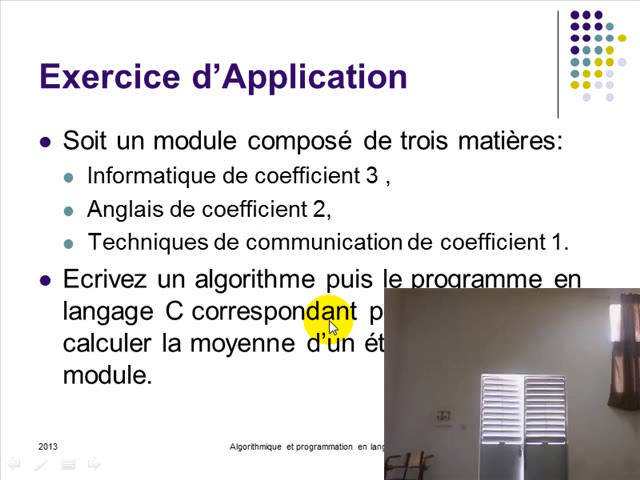 Exercice d'Application
Soit un module composé de trois matières:
Informatique de coefficient 3 ,
Anglais de coefficient 2,
Techniques de communication de coefficient 1.
Ecrivez un algorithme puis le programme en
langage C correspondant
calculer la moyenne d'un
module.
2013
Algorithmique et programmation en